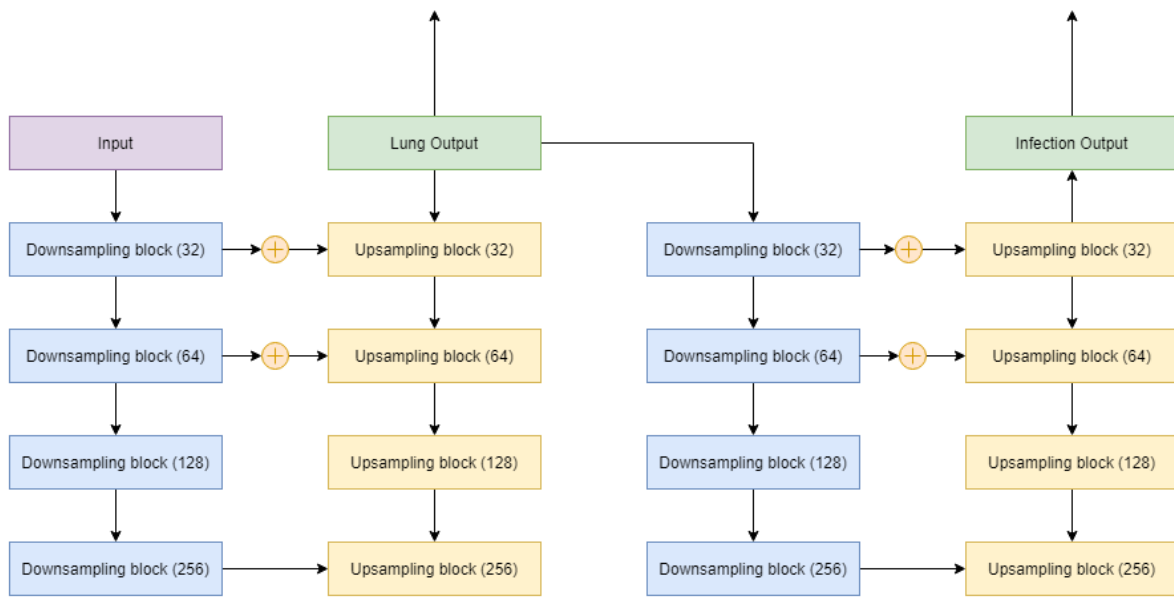 Input
Lung Output
Infection Output
Downsampling block (32)
Upsampling block (32)
Downsampling block (32)
Upsampling block (32)
Downsampling block (64)
Upsampling block (64)
Downsampling block (64)
Upsampling block (64)
Downsampling block (128)
Upsampling block (128)
Downsampling block (128)
Upsampling block (128)
Downsampling block (256)
Upsampling block (256)
Downsampling block (256)
Upsampling block (256)